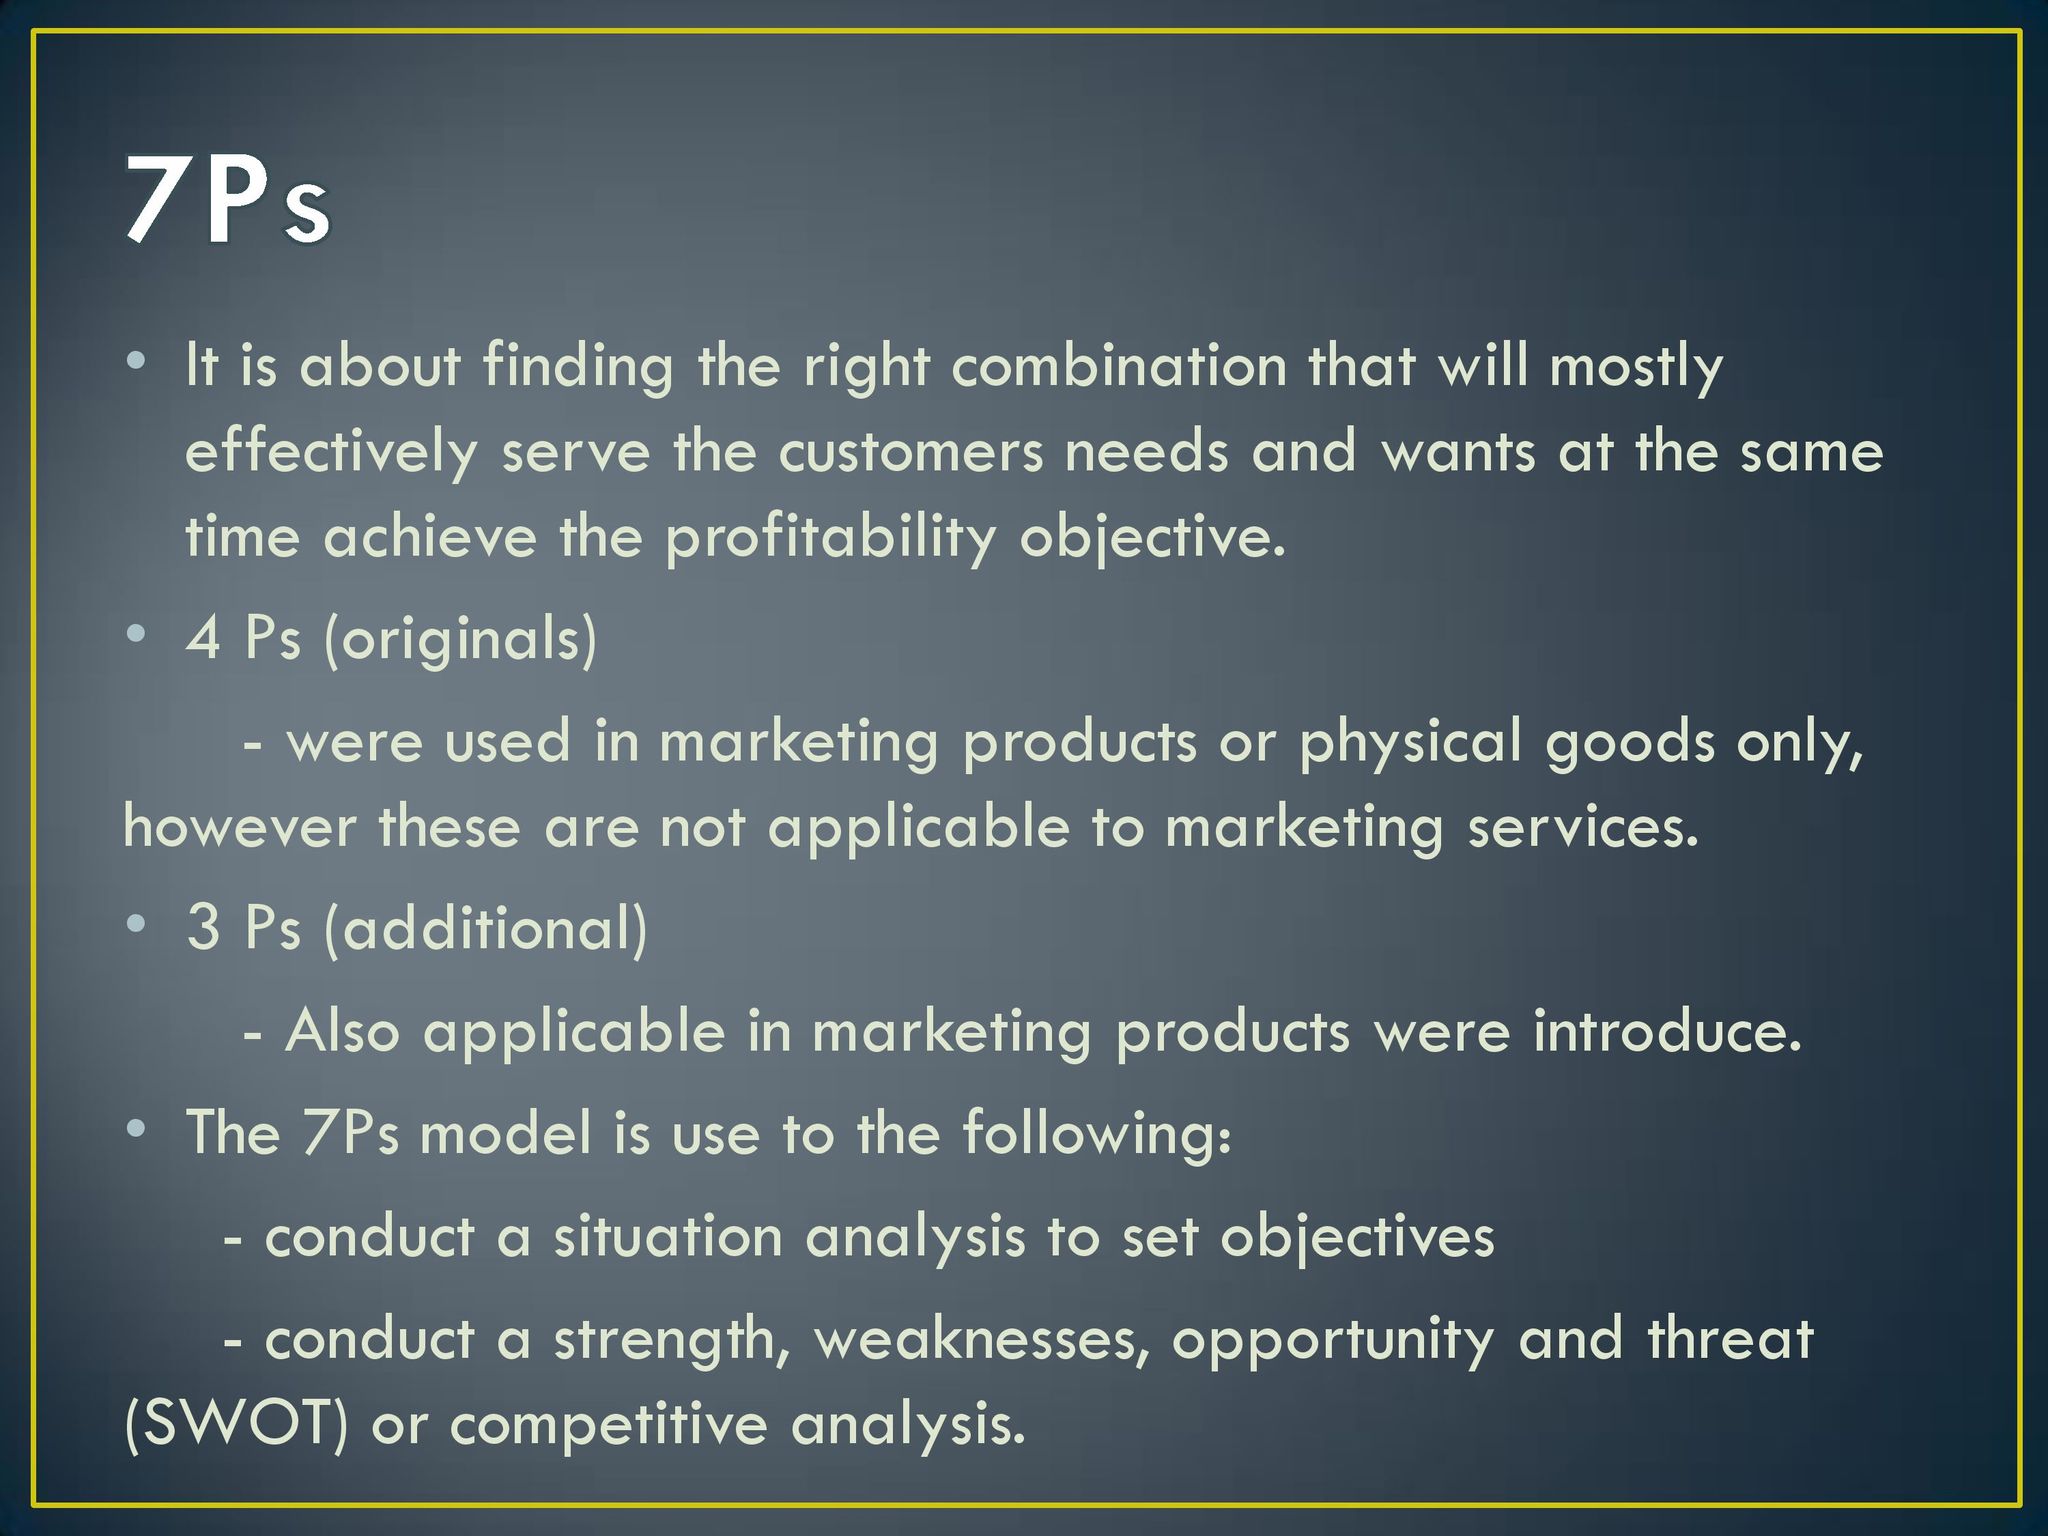 7Ps
• It is about finding the right combination that will mostly
effectively serve the customers needs and wants at the same
time achieve the profitability objective.
• 4 Ps (originals)
- were used in marketing products or physical goods only,
however these are not applicable to marketing services.
• 3 Ps (additional)
- Also applicable in marketing products were introduce.
• The 7Ps model is use to the following:
- conduct a situation analysis to set objectives
- conduct a strength, weaknesses, opportunity and threat
(SWOT) or competitive analysis.